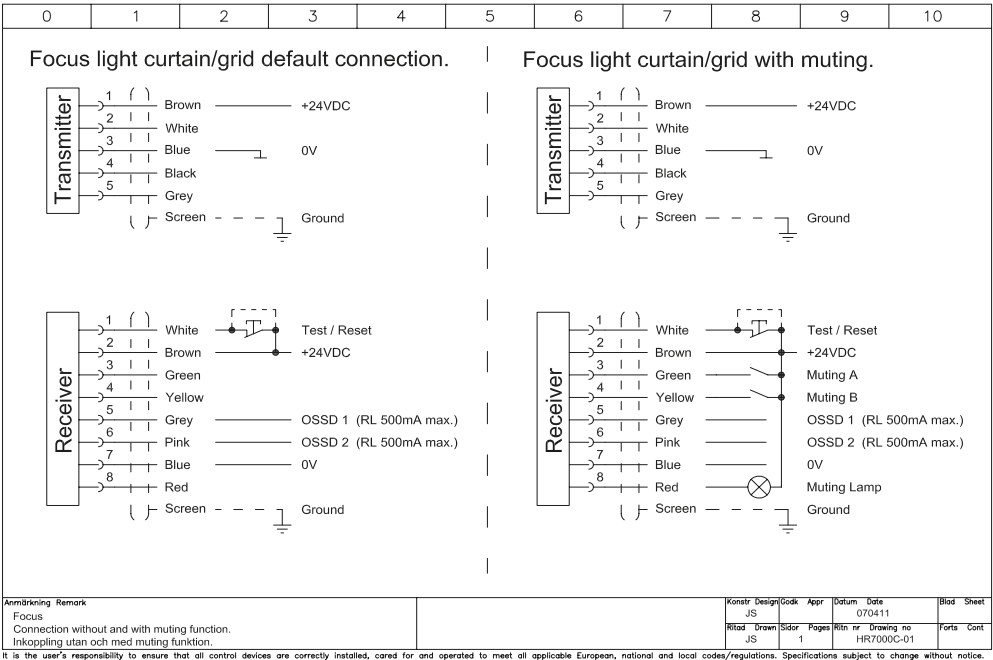 0 1 2 3 4 5 6 7 8 9 10
Focus light curtain/grid default connection.
Transmitter
1 Brown +24VDC
2 White
3 Blue 0V
4 Black
5 Grey
Screen Ground
Receiver
1 White Test / Reset
2 Brown +24VDC
3 Green
4 Yellow
5 Grey OSSD 1 (RL 500mA max.)
6 Pink OSSD 2 (RL 500mA max.)
7 Blue 0V
8 Red
Screen Ground
Focus light curtain/grid with muting.
Transmitter
1 Brown +24VDC
2 White
3 Blue 0V
4 Black
5 Grey
Screen Ground
Receiver
1 White Test / Reset
2 Brown +24VDC
3 Green Muting A
4 Yellow Muting B
5 Grey OSSD 1 (RL 500mA max.)
6 Pink OSSD 2 (RL 500mA max.)
7 Blue 0V
8 Red Muting Lamp
Screen Ground
Anmärkning Remark
Focus
Connection without and with muting function.
Inkoppling utan och med muting funktion.
Konstr Design Godk Appr Datum Date Blad Sheet
JS 070411
Ritad Drawn Sidor Pages Ritn nr Drawing no Forts Cont
JS 1 HR7000C-01
It is the user's responsibility to ensure that all control devices are correctly installed, cared for and operated to meet all applicable European, national and local codes/regulations. Specifications subject to change without notice.